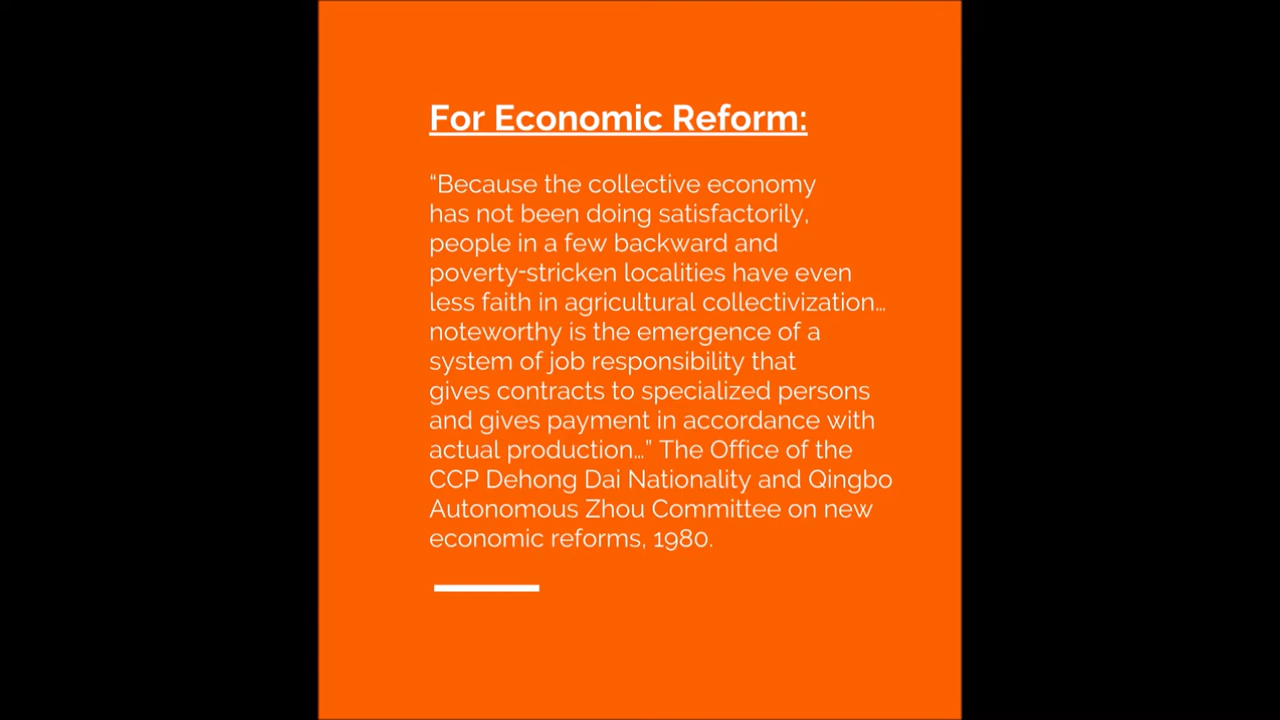 For Economic Reform:
“Because the collective economy
has not been doing satisfactorily,
people in a few backward and
poverty-stricken localities have even
less faith in agricultural collectivization…
noteworthy is the emergence of a
system of job responsibility that
gives contracts to specialized persons
and gives payment in accordance with
actual production…” The Office of the
CCP Dehong Dai Nationality and Qingbo
Autonomous Zhou Committee on new
economic reforms, 1980.